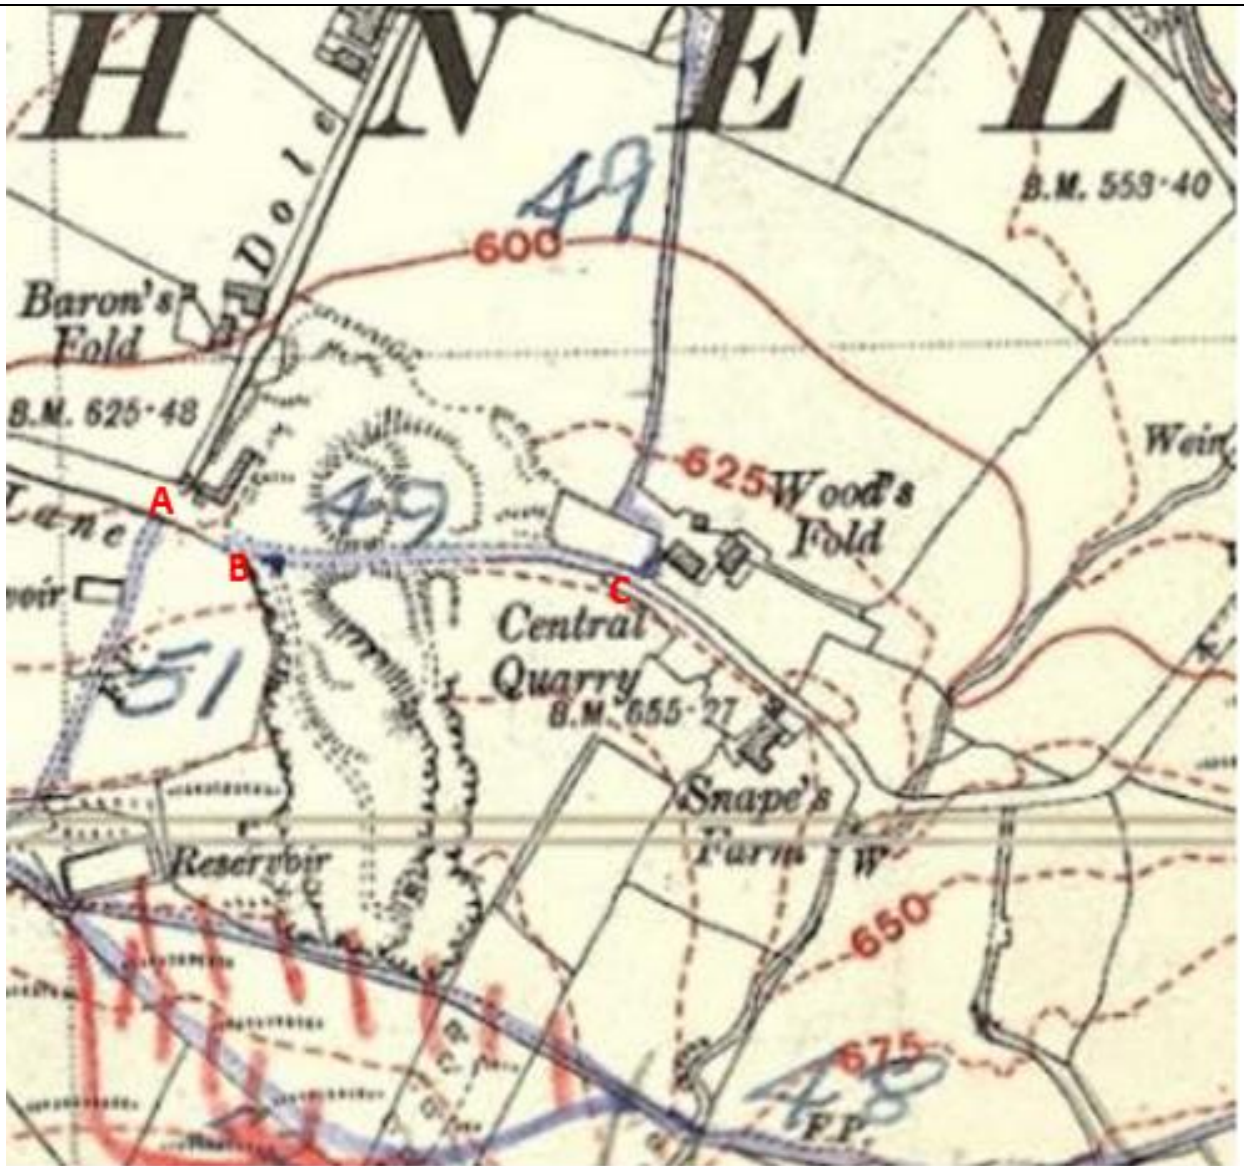 H N E L
Dole
49
B.M. 553·40
600
Baron's
Fold
B.M. 625·48
A
Lane
B
49
625
Wood's
Fold
Weir
C
Central
Quarry
B.M. 655·27
51
Snape's
Farm
W
Reservoir
650
675
48
F.P.